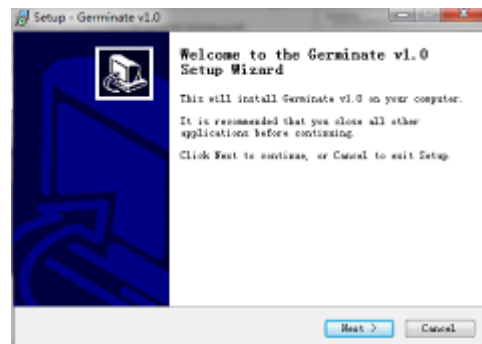 Setup - Germinate v1.0
Welcome to the Germinate v1.0
Setup Wizard
This will install Germinate v1.0 on your computer.
It is recommended that you close all other
applications before continuing.
Click Next to continue, or Cancel to exit Setup.
Next >
Cancel